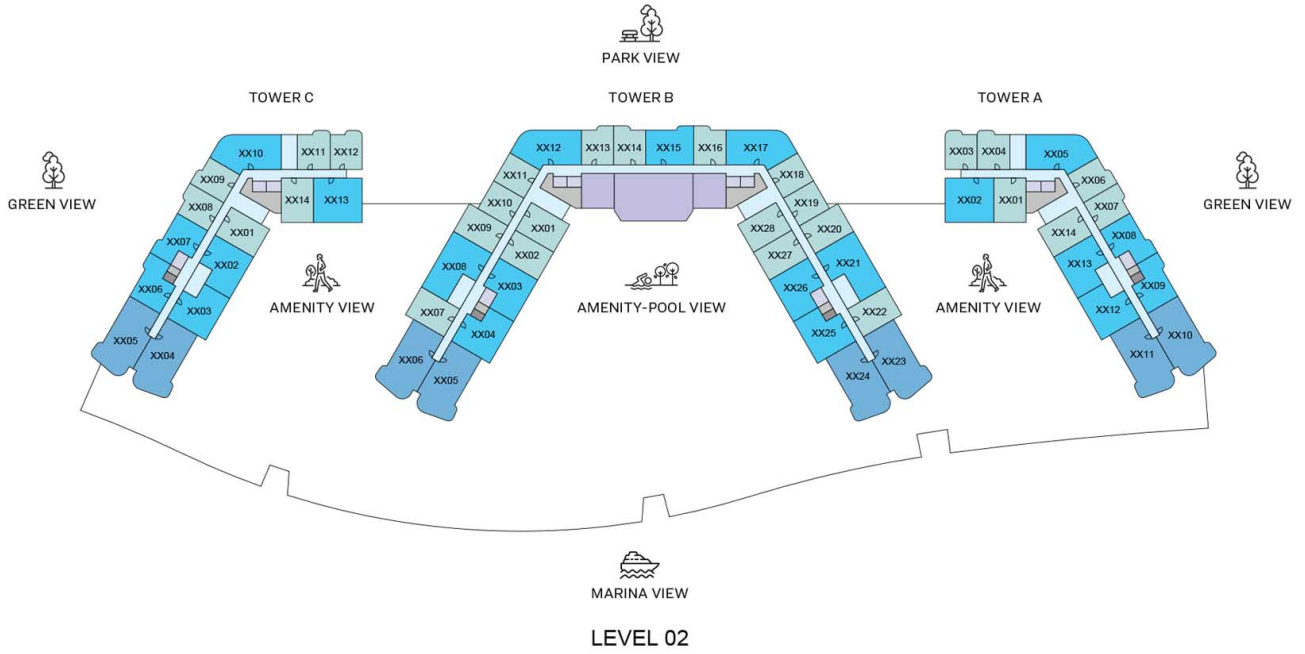 PARK VIEW
TOWER C
TOWER B
TOWER A
GREEN VIEW
GREEN VIEW
XX10
XX11
XX12
XX09
XX08
XX14
XX13
XX01
XX07
XX02
XX06
XX03
XX05
XX04
AMENITY VIEW
XX12
XX13
XX14
XX15
XX16
XX17
XX11
XX18
XX10
XX19
XX09
XX01
XX28
XX20
XX02
XX27
XX08
XX21
XX03
XX26
XX07
XX22
XX04
XX25
XX06
XX23
XX05
XX24
AMENITY-POOL VIEW
XX03
XX04
XX05
XX06
XX02
XX01
XX07
XX14
XX08
XX13
XX09
XX12
XX10
XX11
AMENITY VIEW
MARINA VIEW
LEVEL 02